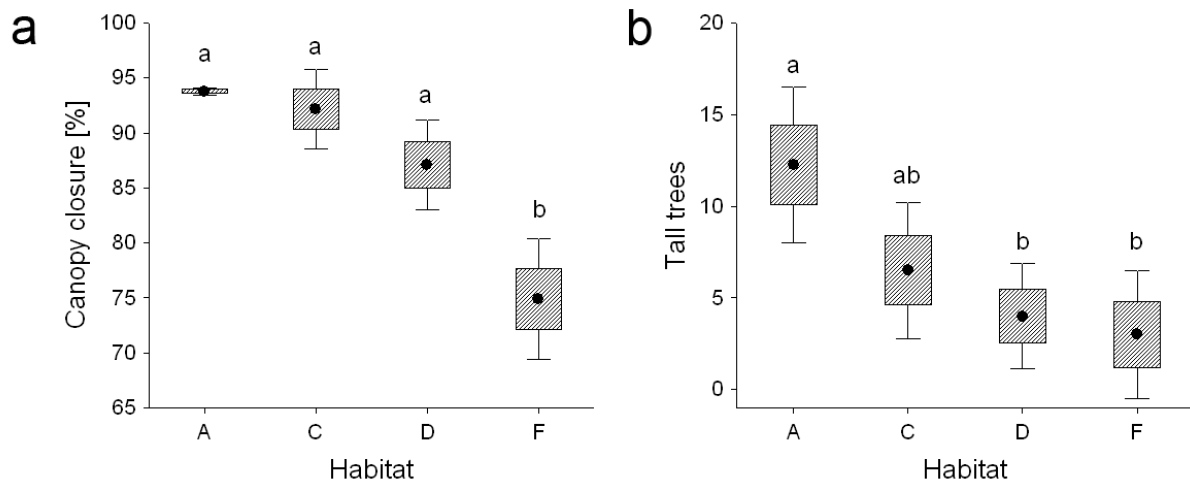 a
Canopy closure [%]
100
95
90
85
80
75
70
65
a
a
a
b
A C D F
Habitat
b
Tall trees
20
15
10
5
0
a
ab
b
b
A C D F
Habitat